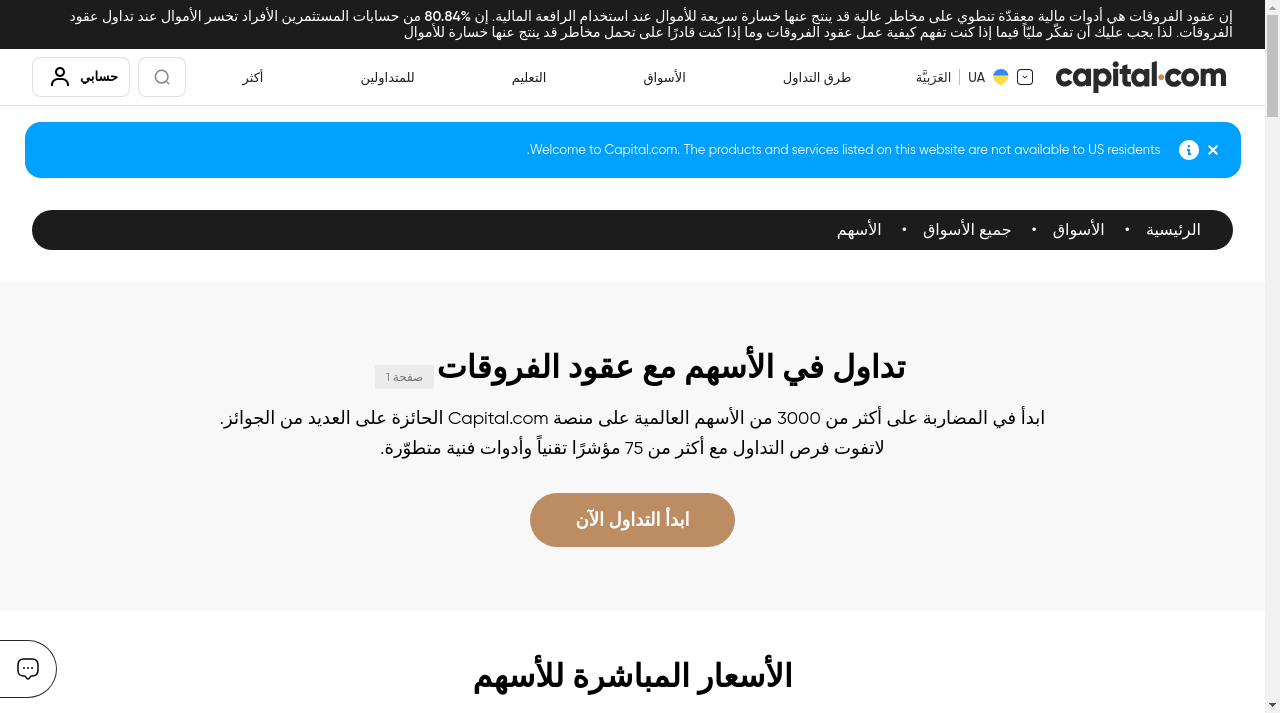 إن عقود الفروقات هي أدوات مالية معقدّة تنطوي على مخاطر عالية قد ينتج عنها خسارة سريعة للأموال عند استخدام الرافعة المالية. إن 80.84% من حسابات المستثمرين الأفراد تخسر الأموال عند تداول عقود
الفروقات. لذا يجب عليك أن تفكّر مليّاً فيما إذا كنت تفهم كيفية عمل عقود الفروقات وما إذا كنت قادرًا على تحمل مخاطر قد ينتج عنها خسارة للأموال
capital.com
UA
العَرَبيَّة
طرق التداول
الأسواق
التعليم
للمتداولين
أكثر
حسابي
Welcome to Capital.com. The products and services listed on this website are not available to US residents.
الرئيسية • الأسواق • جميع الأسواق • الأسهم
تداول في الأسهم مع عقود الفروقات صفحة 1
ابدأ في المضاربة على أكثر من 3000 من الأسهم العالمية على منصة Capital.com الحائزة على العديد من الجوائز.
لاتفوت فرص التداول مع أكثر من 75 مؤشرًا تقنياً وأدوات فنية متطوّرة.
ابدأ التداول الآن
الأسعار المباشرة للأسهم